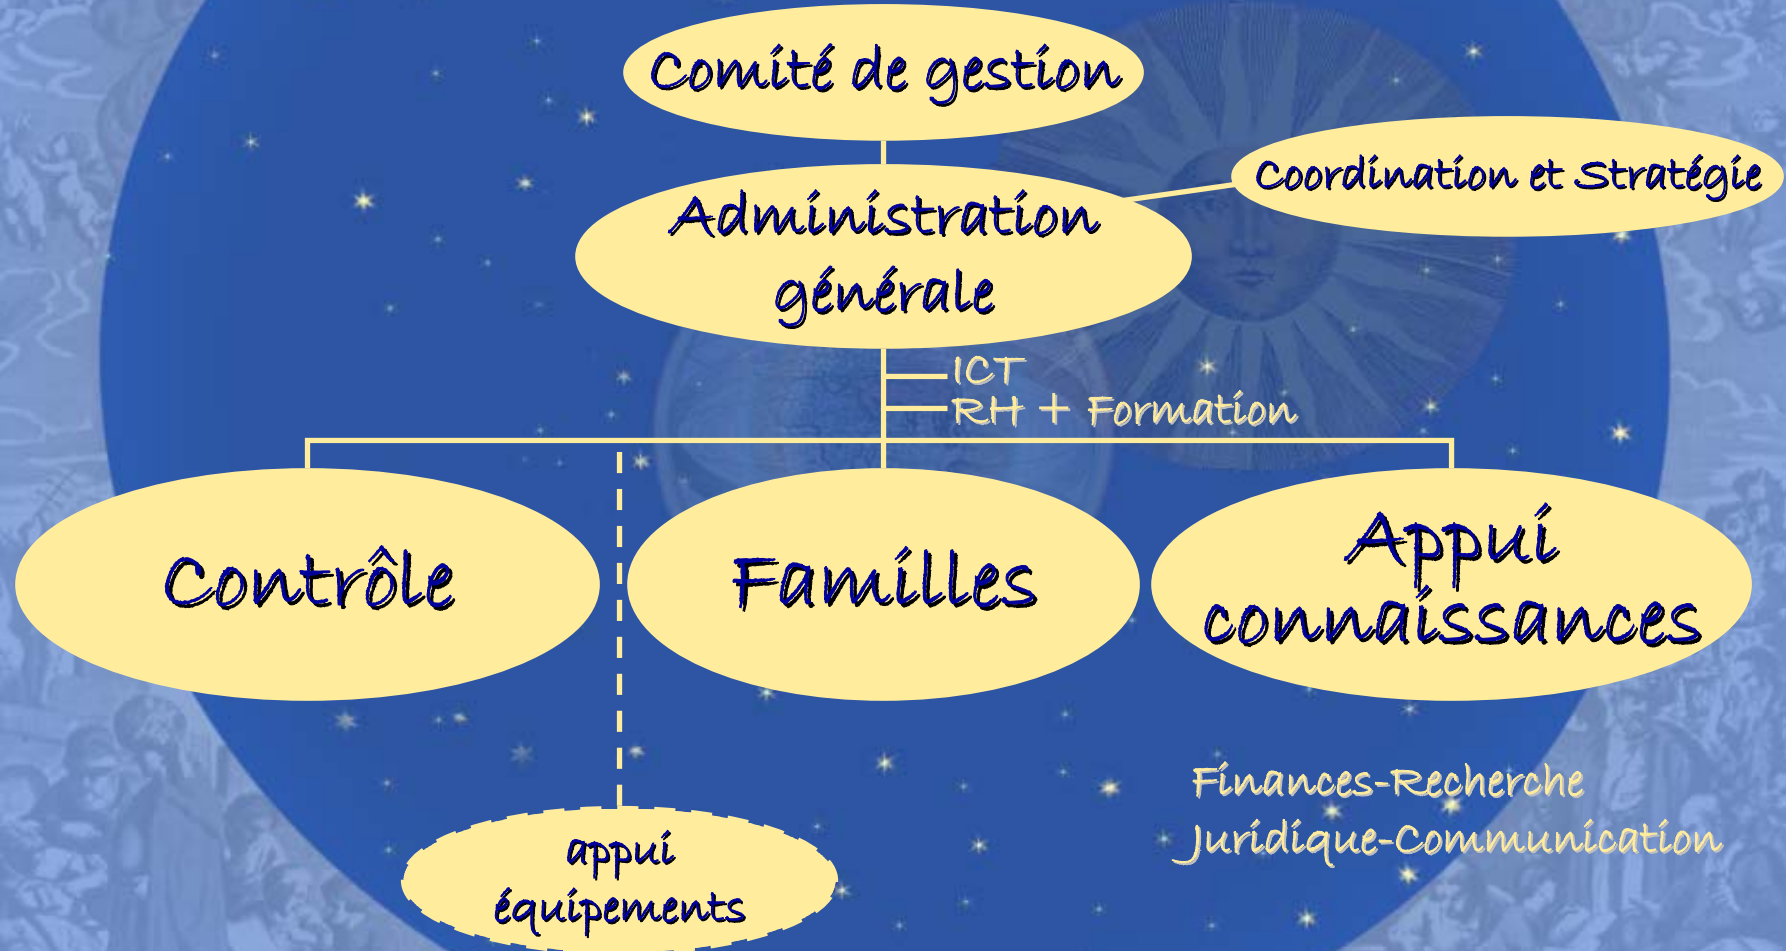 Comité de gestion
Coordination et Stratégie
Administration
générale
ICT
RH + Formation
Contrôle
Familles
Appui
connaissances
Finances-Recherche
Juridique-Communication
appui
équipements